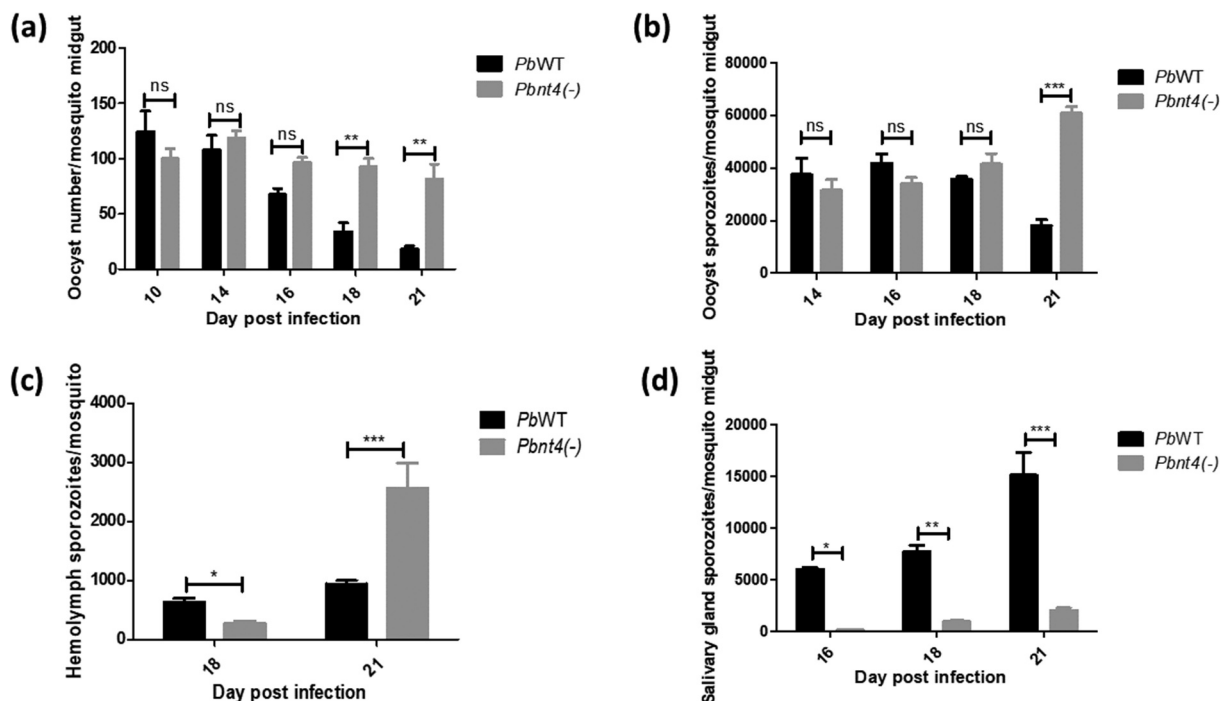 (a)
Oocyst number/mosquito midgut
200
150
100
50
0
ns
ns
ns
**
**
10
14
16
18
21
Day post infection
PbWT
Pbnt4(-)
(b)
Oocyst sporozoites/mosquito midgut
80000
60000
40000
20000
0
ns
ns
ns
***
14
16
18
21
Day post infection
PbWT
Pbnt4(-)
(c)
Hemolymph sporozoites/mosquito
4000
3000
2000
1000
0
*
***
18
21
Day post infection
PbWT
Pbnt4(-)
(d)
Salivary gland sporozoites/mosquito midgut
20000
15000
10000
5000
0
*
**
***
16
18
21
Day post infection
PbWT
Pbnt4(-)